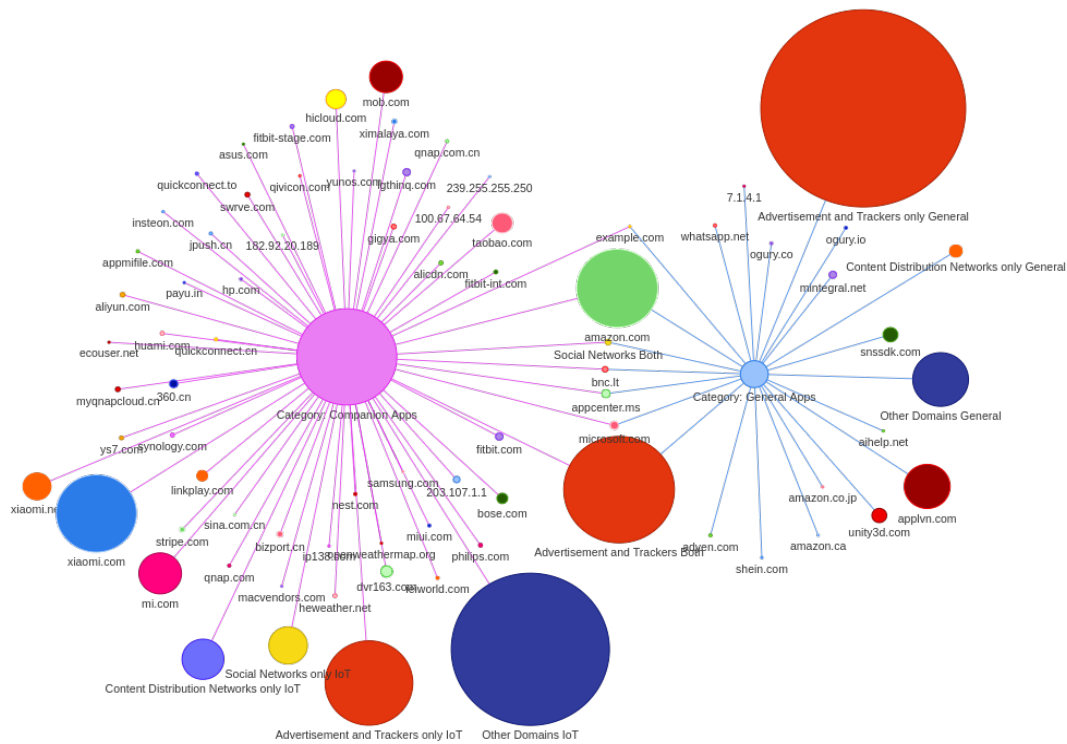 mob.com
hicloud.com
fitbit-stage.com
ximalaya.com
asus.com
qnap.com.cn
quickconnect.to
qivicon.com
yunos.com
lgthinq.com
239.255.255.250
swrve.com
7.1.4.1
insteon.com
100.67.64.54
Advertisement and Trackers only General
jpush.cn
182.92.20.189
gigya.com
taobao.com
example.com
whatsapp.net
ogury.io
ogury.co
appmifile.com
alicdn.com
fitbit-int.com
Content Distribution Networks only General
payu.in
hp.com
mintegral.net
aliyun.com
amazon.com
huami.com
ecouser.net
quickconnect.cn
Social Networks Both
snssdk.com
bnc.lt
myqnapcloud.cn
360.cn
Category: Companion Apps
appcenter.ms
Category: General Apps
Other Domains General
microsoft.com
aihelp.net
ys7.com
synology.com
fitbit.com
linkplay.com
samsung.com
203.107.1.1
xiaomi.ne
nest.com
bose.com
amazon.co.jp
applvn.com
sina.com.cn
unity3d.com
stripe.com
miui.com
adyen.com
amazon.ca
bizport.cn
ip138.com
openweathermap.org
philips.com
Advertisement and Trackers Both
xiaomi.com
shein.com
qnap.com
macvendors.com
dvr163.com
heweather.net
mi.com
Social Networks only IoT
Content Distribution Networks only IoT
Advertisement and Trackers only IoT
Other Domains IoT